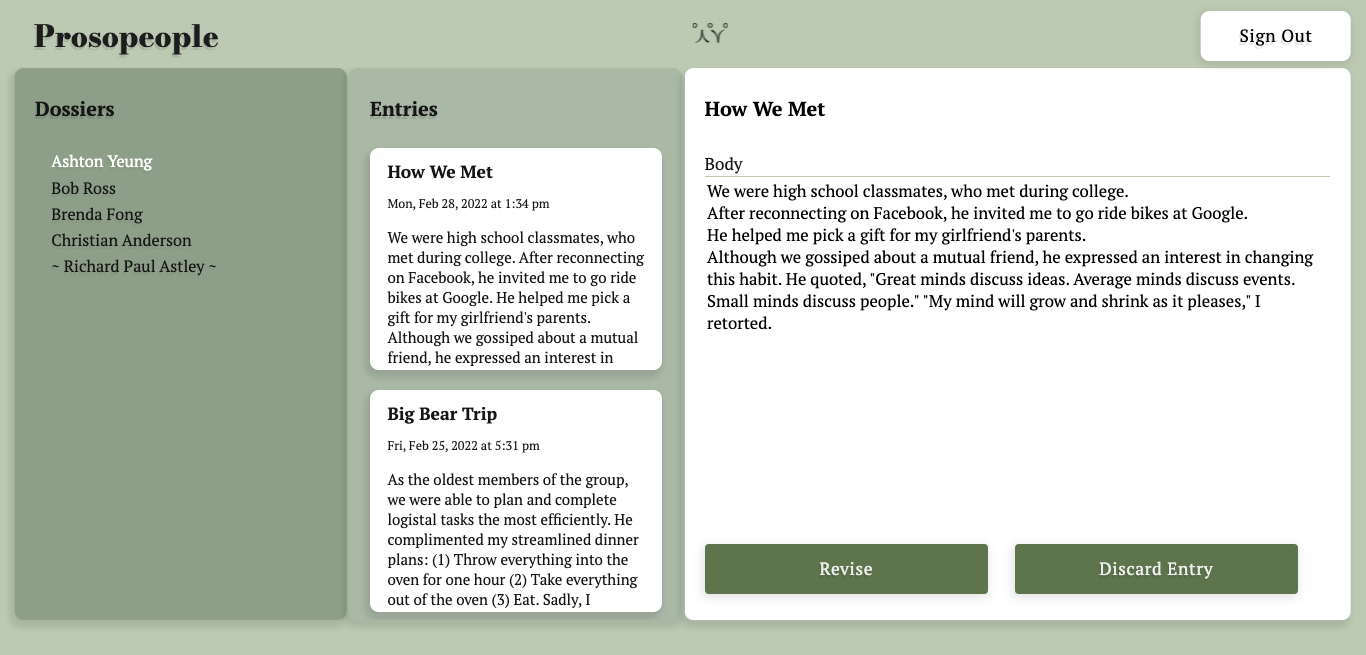 Prosopeople
Sign Out
Dossiers
Ashton Yeung
Bob Ross
Brenda Fong
Christian Anderson
~ Richard Paul Astley ~
Entries
How We Met
Mon, Feb 28, 2022 at 1:34 pm
We were high school classmates, who
met during college. After reconnecting
on Facebook, he invited me to go ride
bikes at Google. He helped me pick a
gift for my girlfriend's parents.
Although we gossiped about a mutual
friend, he expressed an interest in
Big Bear Trip
Fri, Feb 25, 2022 at 5:31 pm
As the oldest members of the group,
we were able to plan and complete
logistal tasks the most efficiently. He
complimented my streamlined dinner
plans: (1) Throw everything into the
oven for one hour (2) Take everything
out of the oven (3) Eat. Sadly, I
How We Met
Body
We were high school classmates, who met during college.
After reconnecting on Facebook, he invited me to go ride bikes at Google.
He helped me pick a gift for my girlfriend's parents.
Although we gossiped about a mutual friend, he expressed an interest in changing
this habit. He quoted, "Great minds discuss ideas. Average minds discuss events.
Small minds discuss people." "My mind will grow and shrink as it pleases," I
retorted.
Revise
Discard Entry